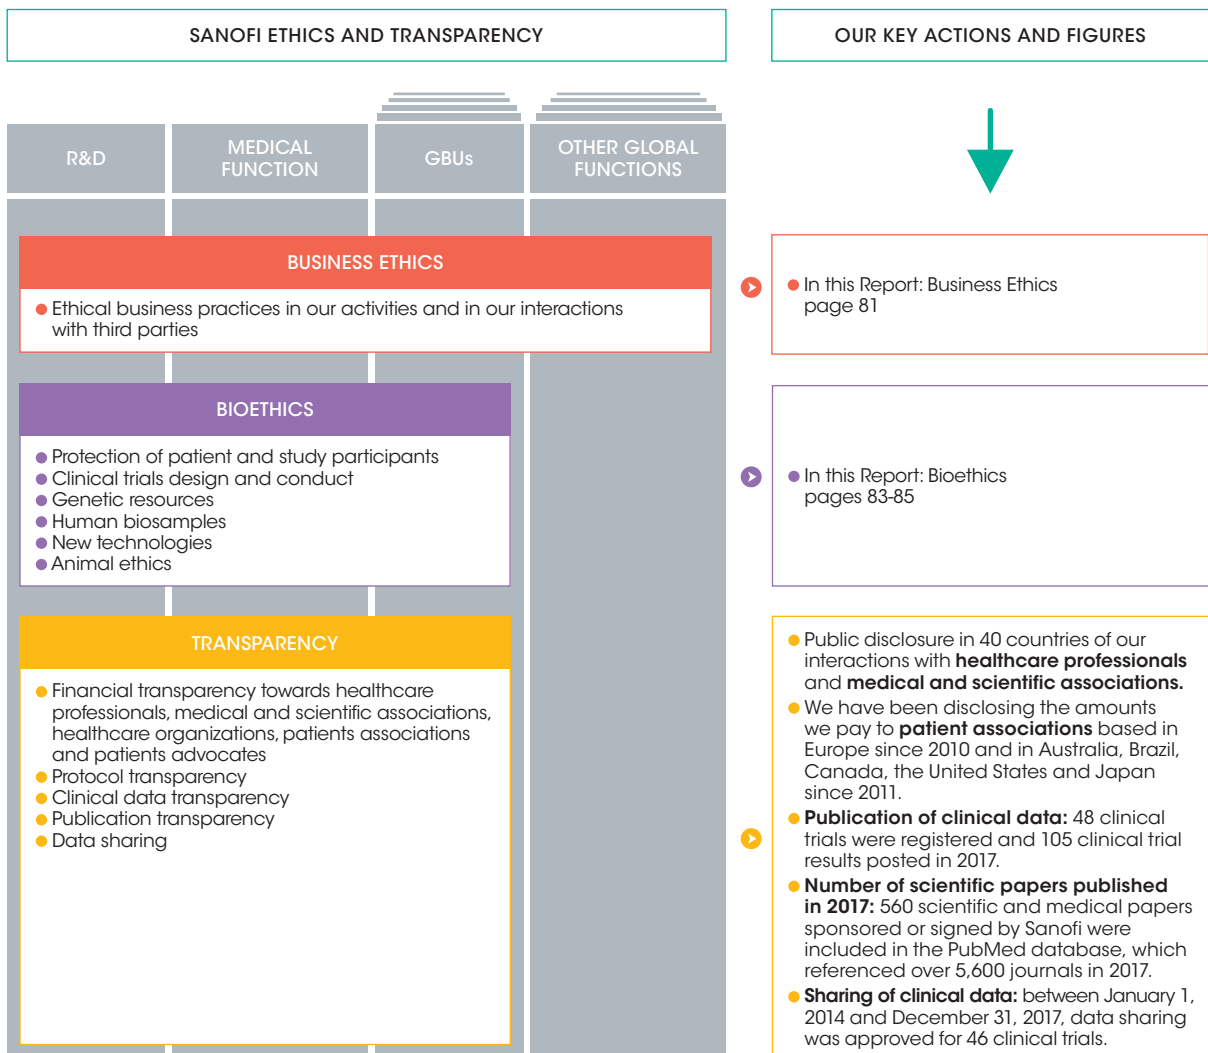 SANOFI ETHICS AND TRANSPARENCY
OUR KEY ACTIONS AND FIGURES
R&D
MEDICAL
FUNCTION
GBUs
OTHER GLOBAL
FUNCTIONS
BUSINESS ETHICS
● Ethical business practices in our activities and in our interactions
with third parties
● In this Report: Business Ethics
page 81
BIOETHICS
● Protection of patient and study participants
● Clinical trials design and conduct
● Genetic resources
● Human biosamples
● New technologies
● Animal ethics
● In this Report: Bioethics
pages 83-85
TRANSPARENCY
● Financial transparency towards healthcare
professionals, medical and scientific associations,
healthcare organizations, patients associations
and patients advocates
● Protocol transparency
● Clinical data transparency
● Publication transparency
● Data sharing
● Public disclosure in 40 countries of our
interactions with healthcare professionals
and medical and scientific associations.
● We have been disclosing the amounts
we pay to patient associations based in
Europe since 2010 and in Australia, Brazil,
Canada, the United States and Japan
since 2011.
● Publication of clinical data: 48 clinical
trials were registered and 105 clinical trial
results posted in 2017.
● Number of scientific papers published
in 2017: 560 scientific and medical papers
sponsored or signed by Sanofi were
included in the PubMed database, which
referenced over 5,600 journals in 2017.
● Sharing of clinical data: between January 1,
2014 and December 31, 2017, data sharing
was approved for 46 clinical trials.